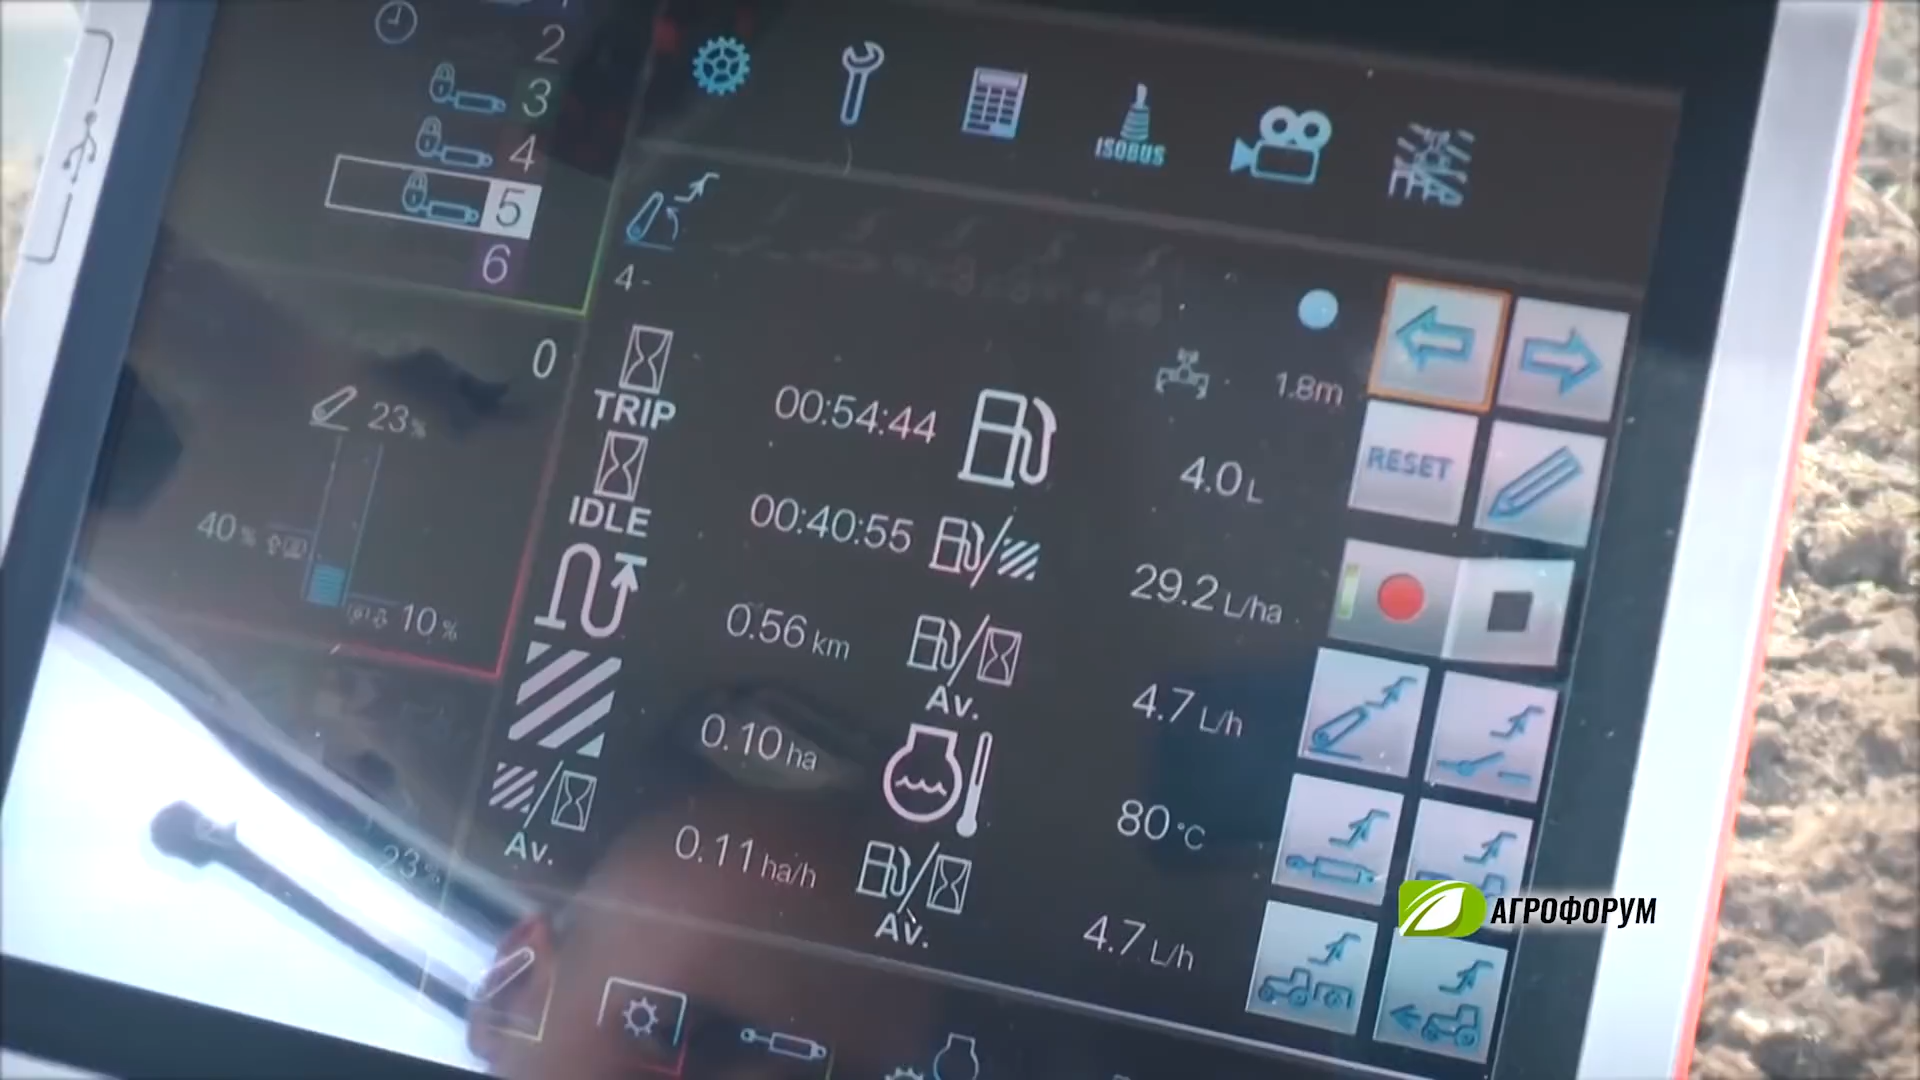 2
3
4
5
6
ISOBUS
4 -
0
1.8m
TRIP
00:54:44
4.0 L
RESET
23%
IDLE
00:40:55
29.2 L/ha
40 %
10 %
0.56 km
Av.
4.7 L/h
0.10 ha
80 °C
Av.
0.11 ha/h
Av.
4.7 L/h
23%
АГРОФОРУМ